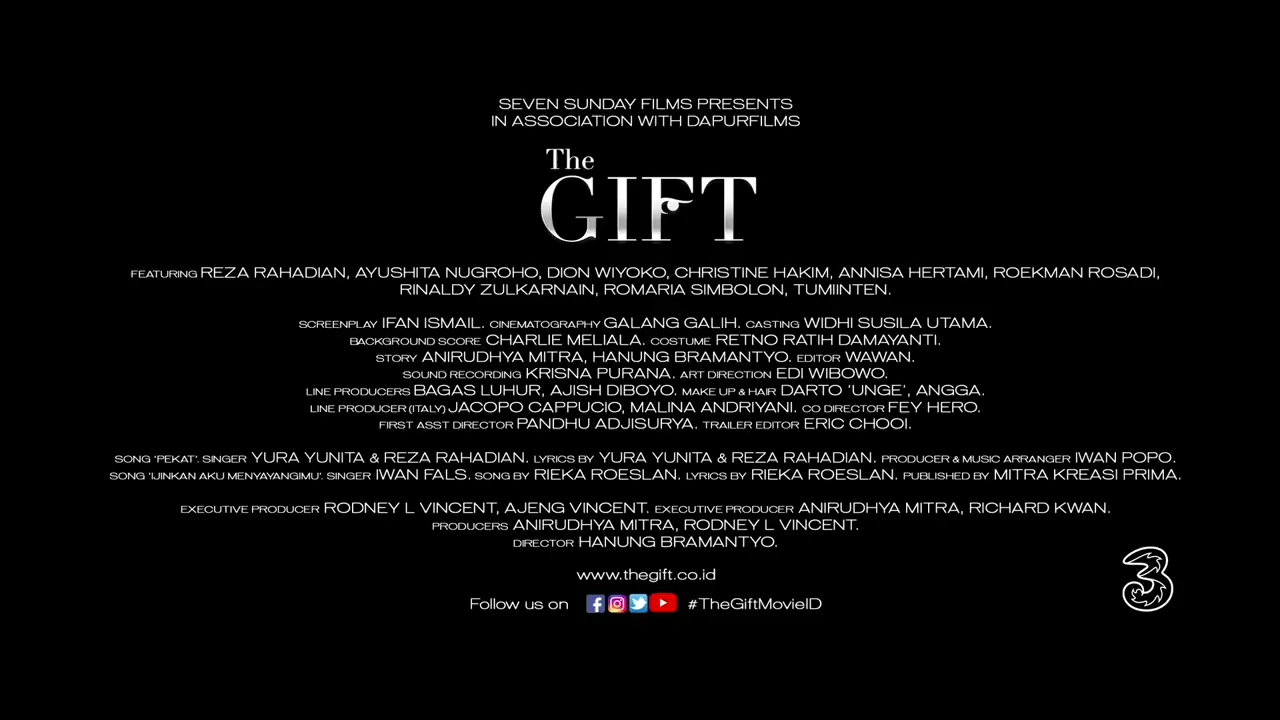 SEVEN SUNDAY FILMS PRESENTS
IN ASSOCIATION WITH DAPURFILMS
The
GIFT
FEATURING REZA RAHADIAN, AYUSHITA NUGROHO, DION WIYOKO, CHRISTINE HAKIM, ANNISA HERTAMI, ROEKMAN ROSADI,
RINALDY ZULKARNAIN, ROMARIA SIMBOLON, TUMIINTEN.
SCREENPLAY IFAN ISMAIL. CINEMATOGRAPHY GALANG GALIH. CASTING WIDHI SUSILA UTAMA.
BACKGROUND SCORE CHARLIE MELIALA. COSTUME RETNO RATIH DAMAYANTI.
STORY ANIRUDHYA MITRA, HANUNG BRAMANTYO. EDITOR WAWAN.
SOUND RECORDING KRISNA PURANA. ART DIRECTION EDI WIBOWO.
LINE PRODUCERS BAGAS LUHUR, AJISH DIBOYO. MAKE UP & HAIR DARTO 'UNGE', ANGGA.
LINE PRODUCER (ITALY) JACOPO CAPPUCIO, MALINA ANDRIYANI. CO DIRECTOR FEY HERO.
FIRST ASST DIRECTOR PANDHU ADJISURYA. TRAILER EDITOR ERIC CHOOI.
SONG 'PEKAT'. SINGER YURA YUNITA & REZA RAHADIAN. LYRICS BY YURA YUNITA & REZA RAHADIAN. PRODUCER & MUSIC ARRANGER IWAN POPO.
SONG 'IJINKAN AKU MENYAYANGIMU'. SINGER IWAN FALS. SONG BY RIEKA ROESLAN. LYRICS BY RIEKA ROESLAN. PUBLISHED BY MITRA KREASI PRIMA.
EXECUTIVE PRODUCER RODNEY L VINCENT, AJENG VINCENT. EXECUTIVE PRODUCER ANIRUDHYA MITRA, RICHARD KWAN.
PRODUCERS ANIRUDHYA MITRA, RODNEY L VINCENT.
DIRECTOR HANUNG BRAMANTYO.
www.thegift.co.id
Follow us on #TheGiftMovieID
3